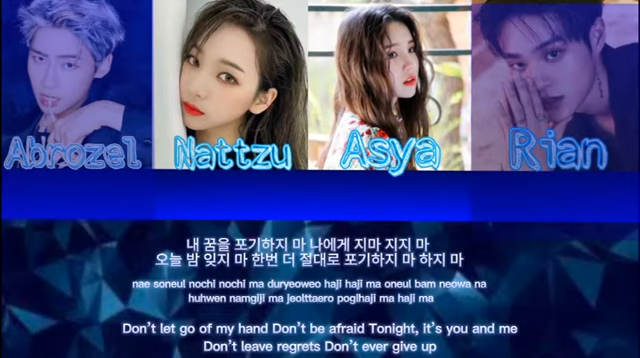 Abrozel
Nattzu
Asya
Rian
내 꿈을 포기하지 마 나에게 지마 지지 마
오늘 밤 잊지 마 한번 더 절대로 포기하지 마 하지 마
nae soneul nochi nochi ma duryeoweo haji haji ma oneul bam neowa na
huhwen namgiji ma jeolttaero pogihaji ma haji ma
Don't let go of my hand Don't be afraid Tonight, it's you and me
Don't leave regrets Don't ever give up